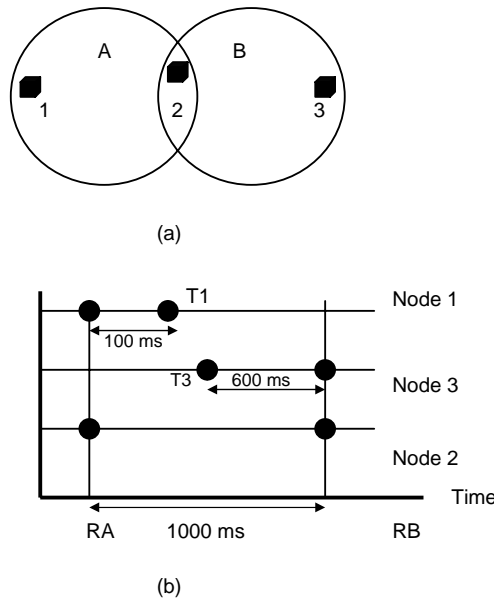 A B
1 2 3
(a)
T1 Node 1
100 ms
T3 600 ms Node 3
Node 2
Time
RA 1000 ms RB
(b)